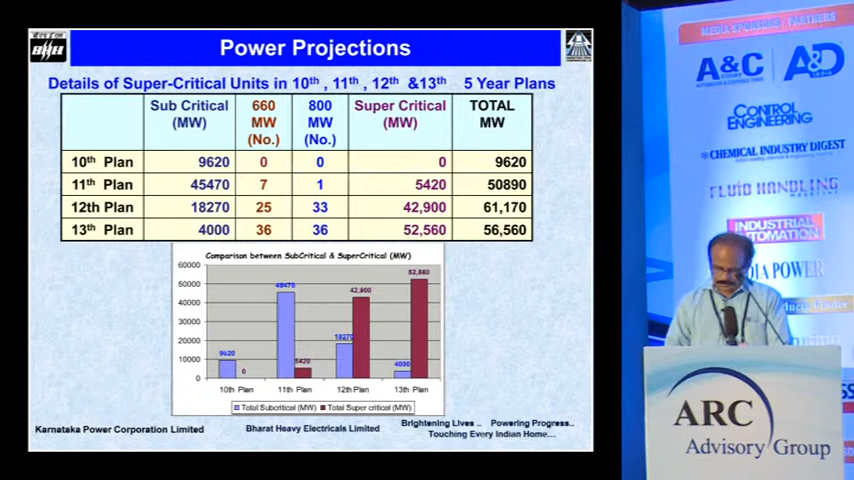 Power Projections
Details of Super-Critical Units in 10th , 11th , 12th &13th 5 Year Plans
Sub Critical (MW) 660 MW (No.) 800 MW (No.) Super Critical (MW) TOTAL MW
10th Plan 9620 0 0 0 9620
11th Plan 45470 7 1 5420 50890
12th Plan 18270 25 33 42,900 61,170
13th Plan 4000 36 36 52,560 56,560
Comparison between SubCritical & SuperCritical (MW)
60000
50000
40000
30000
20000
10000
0
9620
0
5420
18270
42,900
4000
10th Plan 11th Plan 12th Plan 13th Plan
Total Subcritical (MW) Total Super critical (MW)
Karnataka Power Corporation Limited
Bharat Heavy Electricals Limited
Brightening Lives .. Powering Progress..
Touching Every Indian Home...
MEDIA SPONSORS / PARTNERS
A&C
A&D
INDIA
CONTROL
ENGINEERING
CHEMICAL INDUSTRY DIGEST
FLUID HANDLING
INDUSTRIAL
AUTOMATION
POWER
ARC
Advisory Group